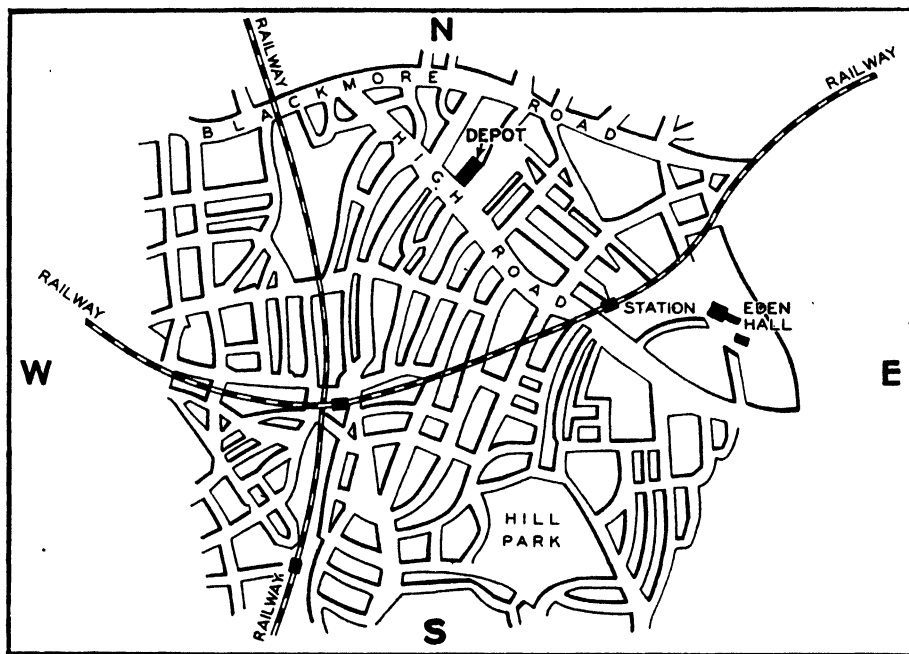 N
RAILWAY
RAILWAY
BLACKMORE ROAD
DEPOT
HIGH ROAD
RAILWAY
STATION
EDEN
HALL
W
E
HILL
PARK
RAILWAY
S